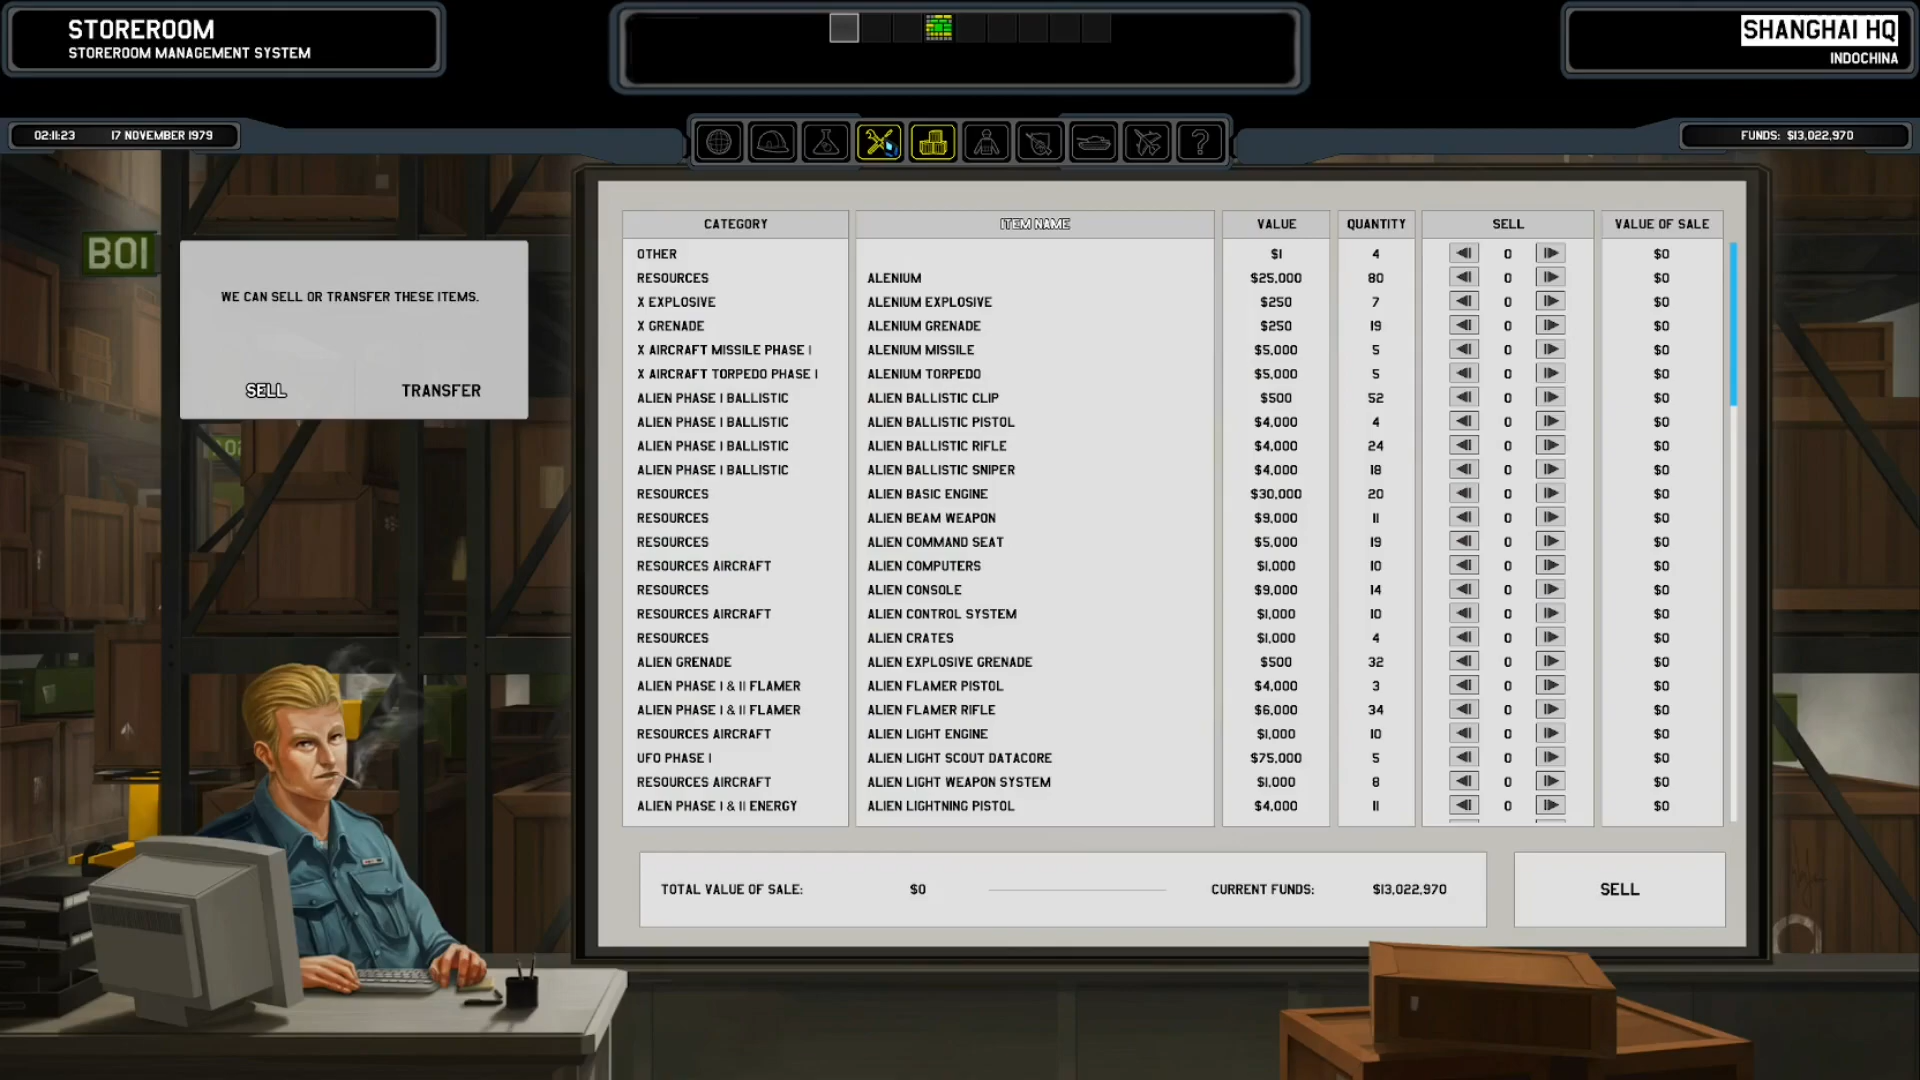 STOREROOM
STOREROOM MANAGEMENT SYSTEM
SHANGHAI HQ
INDOCHINA
02:11:23 17 NOVEMBER 1979
FUNDS: $13,022,970
?
B01
WE CAN SELL OR TRANSFER THESE ITEMS.
SELL TRANSFER
CATEGORY ITEM NAME VALUE QUANTITY SELL VALUE OF SALE
OTHER $1 4 0 $0
RESOURCES ALENIUM $25,000 80 0 $0
X EXPLOSIVE ALENIUM EXPLOSIVE $250 7 0 $0
X GRENADE ALENIUM GRENADE $250 19 0 $0
X AIRCRAFT MISSILE PHASE I ALENIUM MISSILE $5,000 5 0 $0
X AIRCRAFT TORPEDO PHASE I ALENIUM TORPEDO $5,000 5 0 $0
ALIEN PHASE I BALLISTIC ALIEN BALLISTIC CLIP $500 52 0 $0
ALIEN PHASE I BALLISTIC ALIEN BALLISTIC PISTOL $4,000 4 0 $0
ALIEN PHASE I BALLISTIC ALIEN BALLISTIC RIFLE $4,000 24 0 $0
ALIEN PHASE I BALLISTIC ALIEN BALLISTIC SNIPER $4,000 18 0 $0
RESOURCES ALIEN BASIC ENGINE $30,000 20 0 $0
RESOURCES ALIEN BEAM WEAPON $9,000 11 0 $0
RESOURCES ALIEN COMMAND SEAT $5,000 19 0 $0
RESOURCES AIRCRAFT ALIEN COMPUTERS $1,000 10 0 $0
RESOURCES ALIEN CONSOLE $9,000 14 0 $0
RESOURCES AIRCRAFT ALIEN CONTROL SYSTEM $1,000 10 0 $0
RESOURCES ALIEN CRATES $1,000 4 0 $0
ALIEN GRENADE ALIEN EXPLOSIVE GRENADE $500 32 0 $0
ALIEN PHASE I & II FLAMER ALIEN FLAMER PISTOL $4,000 3 0 $0
ALIEN PHASE I & II FLAMER ALIEN FLAMER RIFLE $6,000 34 0 $0
RESOURCES AIRCRAFT ALIEN LIGHT ENGINE $1,000 10 0 $0
UFO PHASE I ALIEN LIGHT SCOUT DATACORE $75,000 5 0 $0
RESOURCES AIRCRAFT ALIEN LIGHT WEAPON SYSTEM $1,000 8 0 $0
ALIEN PHASE I & II ENERGY ALIEN LIGHTNING PISTOL $4,000 11 0 $0
TOTAL VALUE OF SALE: $0 CURRENT FUNDS: $13,022,970 SELL